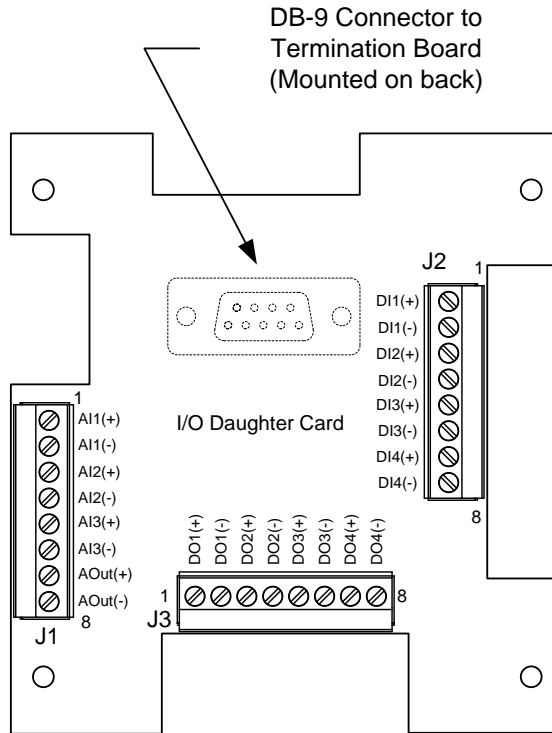 DB-9 Connector to
Termination Board
(Mounted on back)
J2
1
DI1(+)
DI1(-)
DI2(+)
DI2(-)
DI3(+)
DI3(-)
DI4(+)
DI4(-)
8
I/O Daughter Card
1
AI1(+)
AI1(-)
AI2(+)
AI2(-)
AI3(+)
AI3(-)
AOut(+)
AOut(-)
8
J1
DO1(+)
DO1(-)
DO2(+)
DO2(-)
DO3(+)
DO3(-)
DO4(+)
DO4(-)
1
8
J3